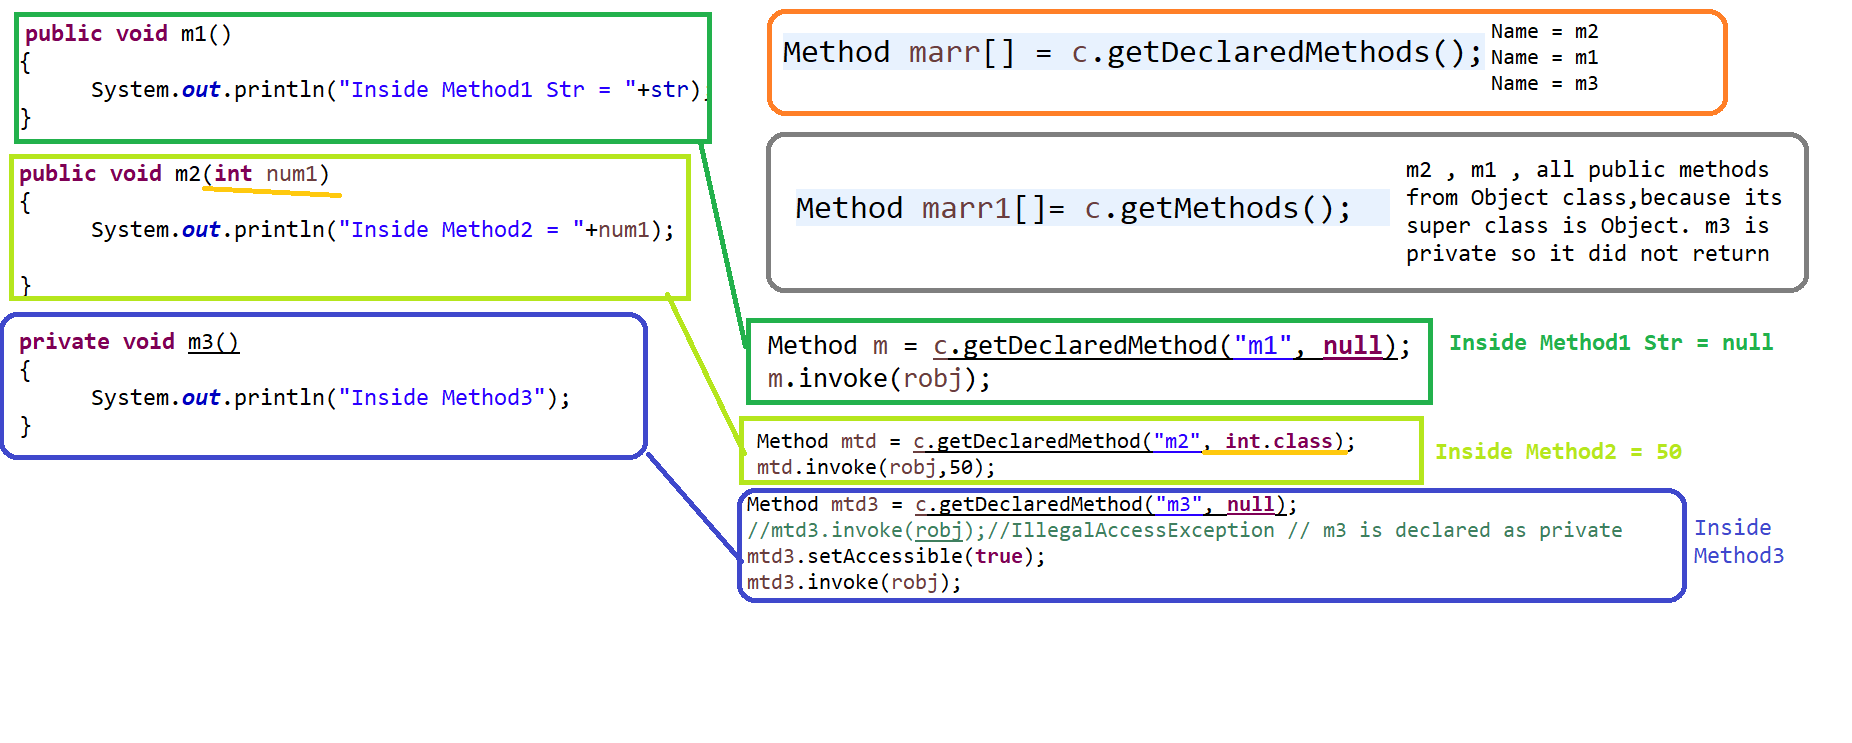 public void m1()
{
System.out.println("Inside Method1 Str = "+str);
}
public void m2(int num1)
{
System.out.println("Inside Method2 = "+num1);
}
private void m3()
{
System.out.println("Inside Method3");
}
Method marr[] = c.getDeclaredMethods();
Name = m2
Name = m1
Name = m3
Method marr1[]= c.getMethods();
m2 , m1 , all public methods
from Object class,because its
super class is Object. m3 is
private so it did not return
Method m = c.getDeclaredMethod("m1", null);
m.invoke(robj);
Inside Method1 Str = null
Method mtd = c.getDeclaredMethod("m2", int.class);
mtd.invoke(robj,50);
Inside Method2 = 50
Method mtd3 = c.getDeclaredMethod("m3", null);
//mtd3.invoke(robj);//IllegalAccessException // m3 is declared as private
mtd3.setAccessible(true);
mtd3.invoke(robj);
Inside
Method3